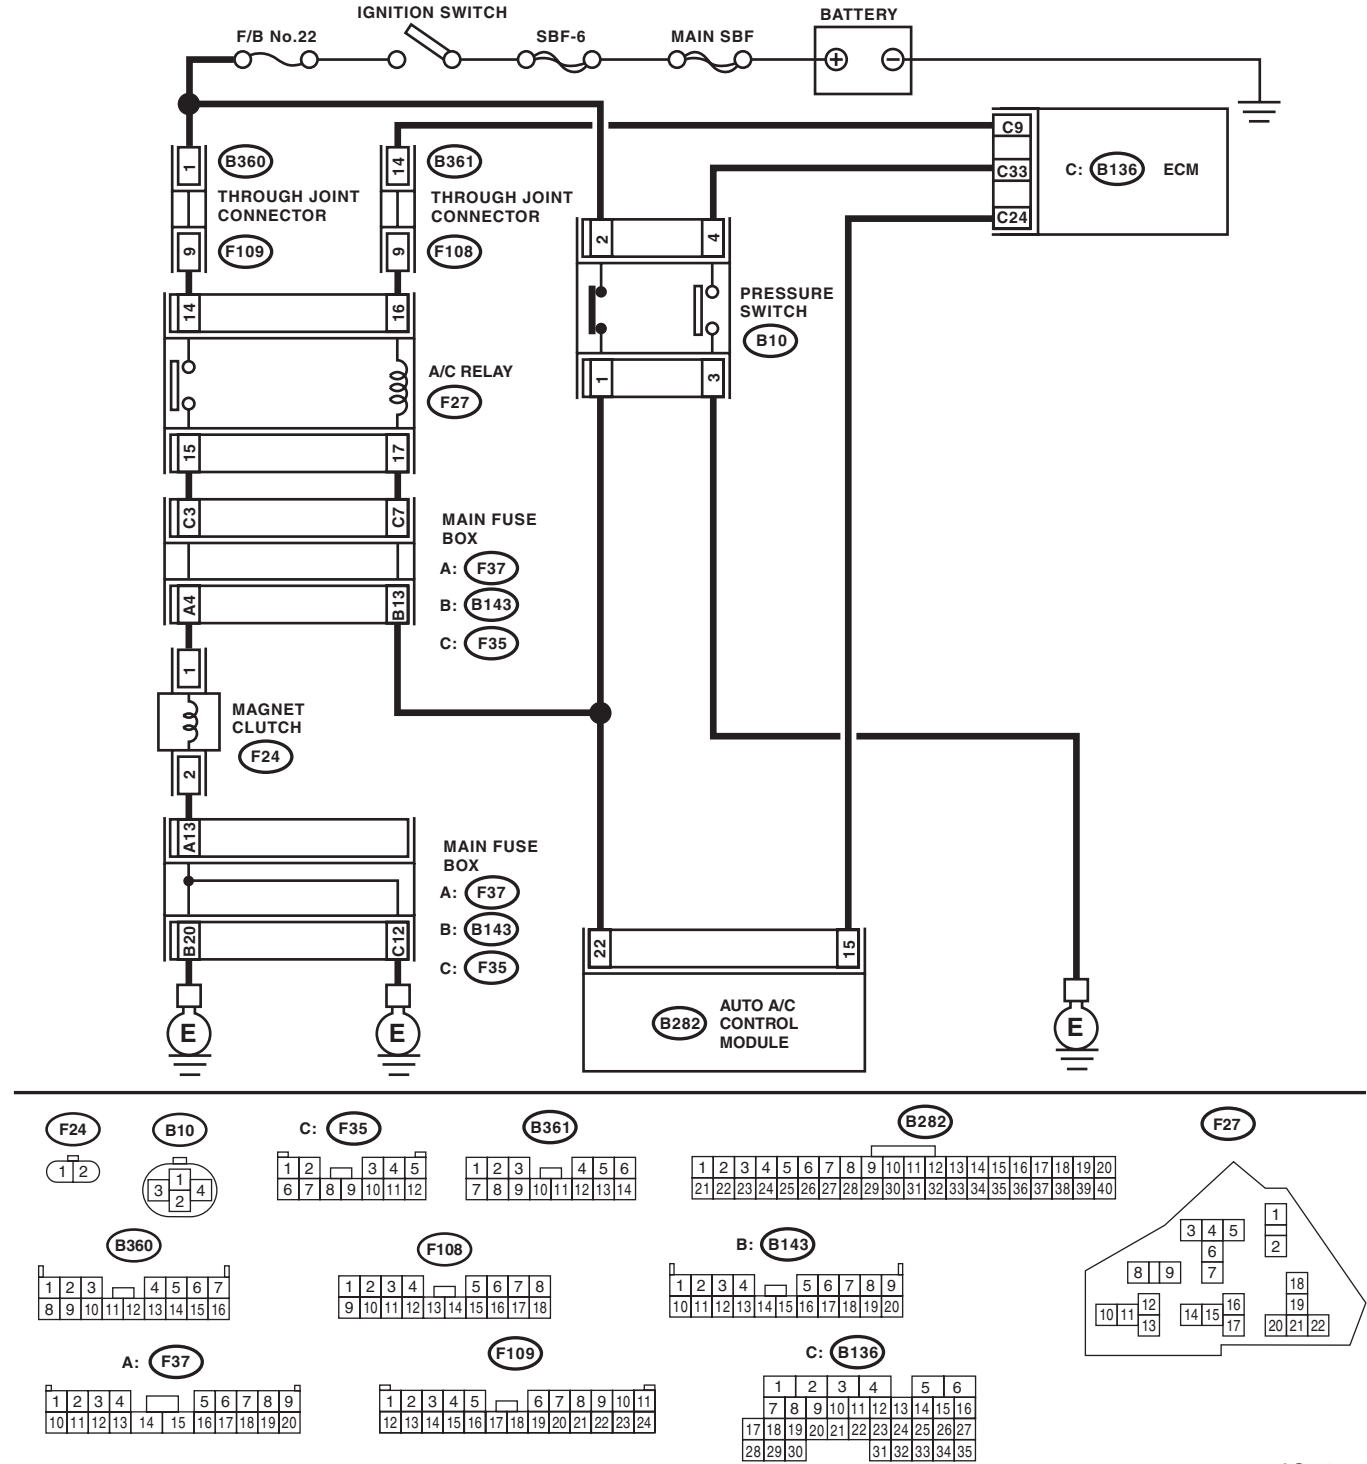 IGNITION SWITCH
BATTERY
F/B No.22
SBF-6
MAIN SBF
+
−
C9
C33
C24
C: B136 ECM
1
B360
THROUGH JOINT
CONNECTOR
9
F109
14
B361
THROUGH JOINT
CONNECTOR
9
F108
2
4
PRESSURE
SWITCH
B10
1
3
14
16
A/C RELAY
F27
15
17
C3
C7
MAIN FUSE
BOX
A: F37
B: B143
C: F35
A4
B13
1
MAGNET
CLUTCH
F24
2
A13
MAIN FUSE
BOX
A: F37
B: B143
C: F35
B20
C12
22
15
B282
AUTO A/C
CONTROL
MODULE
E
E
E
F24
1 2
B10
1
3 4
2
C: F35
1 2 3 4 5
6 7 8 9 10 11 12
B361
1 2 3 4 5 6
7 8 9 10 11 12 13 14
B282
1 2 3 4 5 6 7 8 9 10 11 12 13 14 15 16 17 18 19 20
21 22 23 24 25 26 27 28 29 30 31 32 33 34 35 36 37 38 39 40
F27
1
2
3 4 5
6
7
8 9
10 11 12
13
14 15 16
17
18
19
20 21 22
B360
1 2 3 4 5 6 7
8 9 10 11 12 13 14 15 16
F108
1 2 3 4 5 6 7 8
9 10 11 12 13 14 15 16 17 18
B: B143
1 2 3 4 5 6 7 8 9
10 11 12 13 14 15 16 17 18 19 20
A: F37
1 2 3 4 5 6 7 8 9
10 11 12 13 14 15 16 17 18 19 20
F109
1 2 3 4 5 6 7 8 9 10 11
12 13 14 15 16 17 18 19 20 21 22 23 24
C: B136
1 2 3 4 5 6
7 8 9 10 11 12 13 14 15 16
17 18 19 20 21 22 23 24 25 26 27
28 29 30 31 32 33 34 35